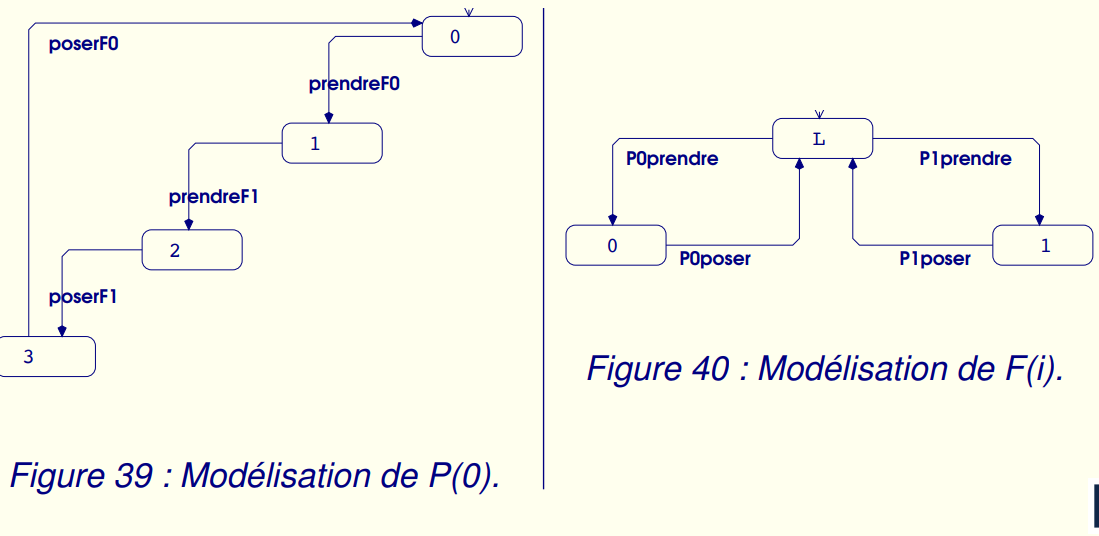 0
poserF0
prendreF0
1
prendreF1
2
poserF1
3
Figure 39 : Modélisation de P(0).
L
P0prendre
P1prendre
0
1
P0poser
P1poser
Figure 40 : Modélisation de F(i).